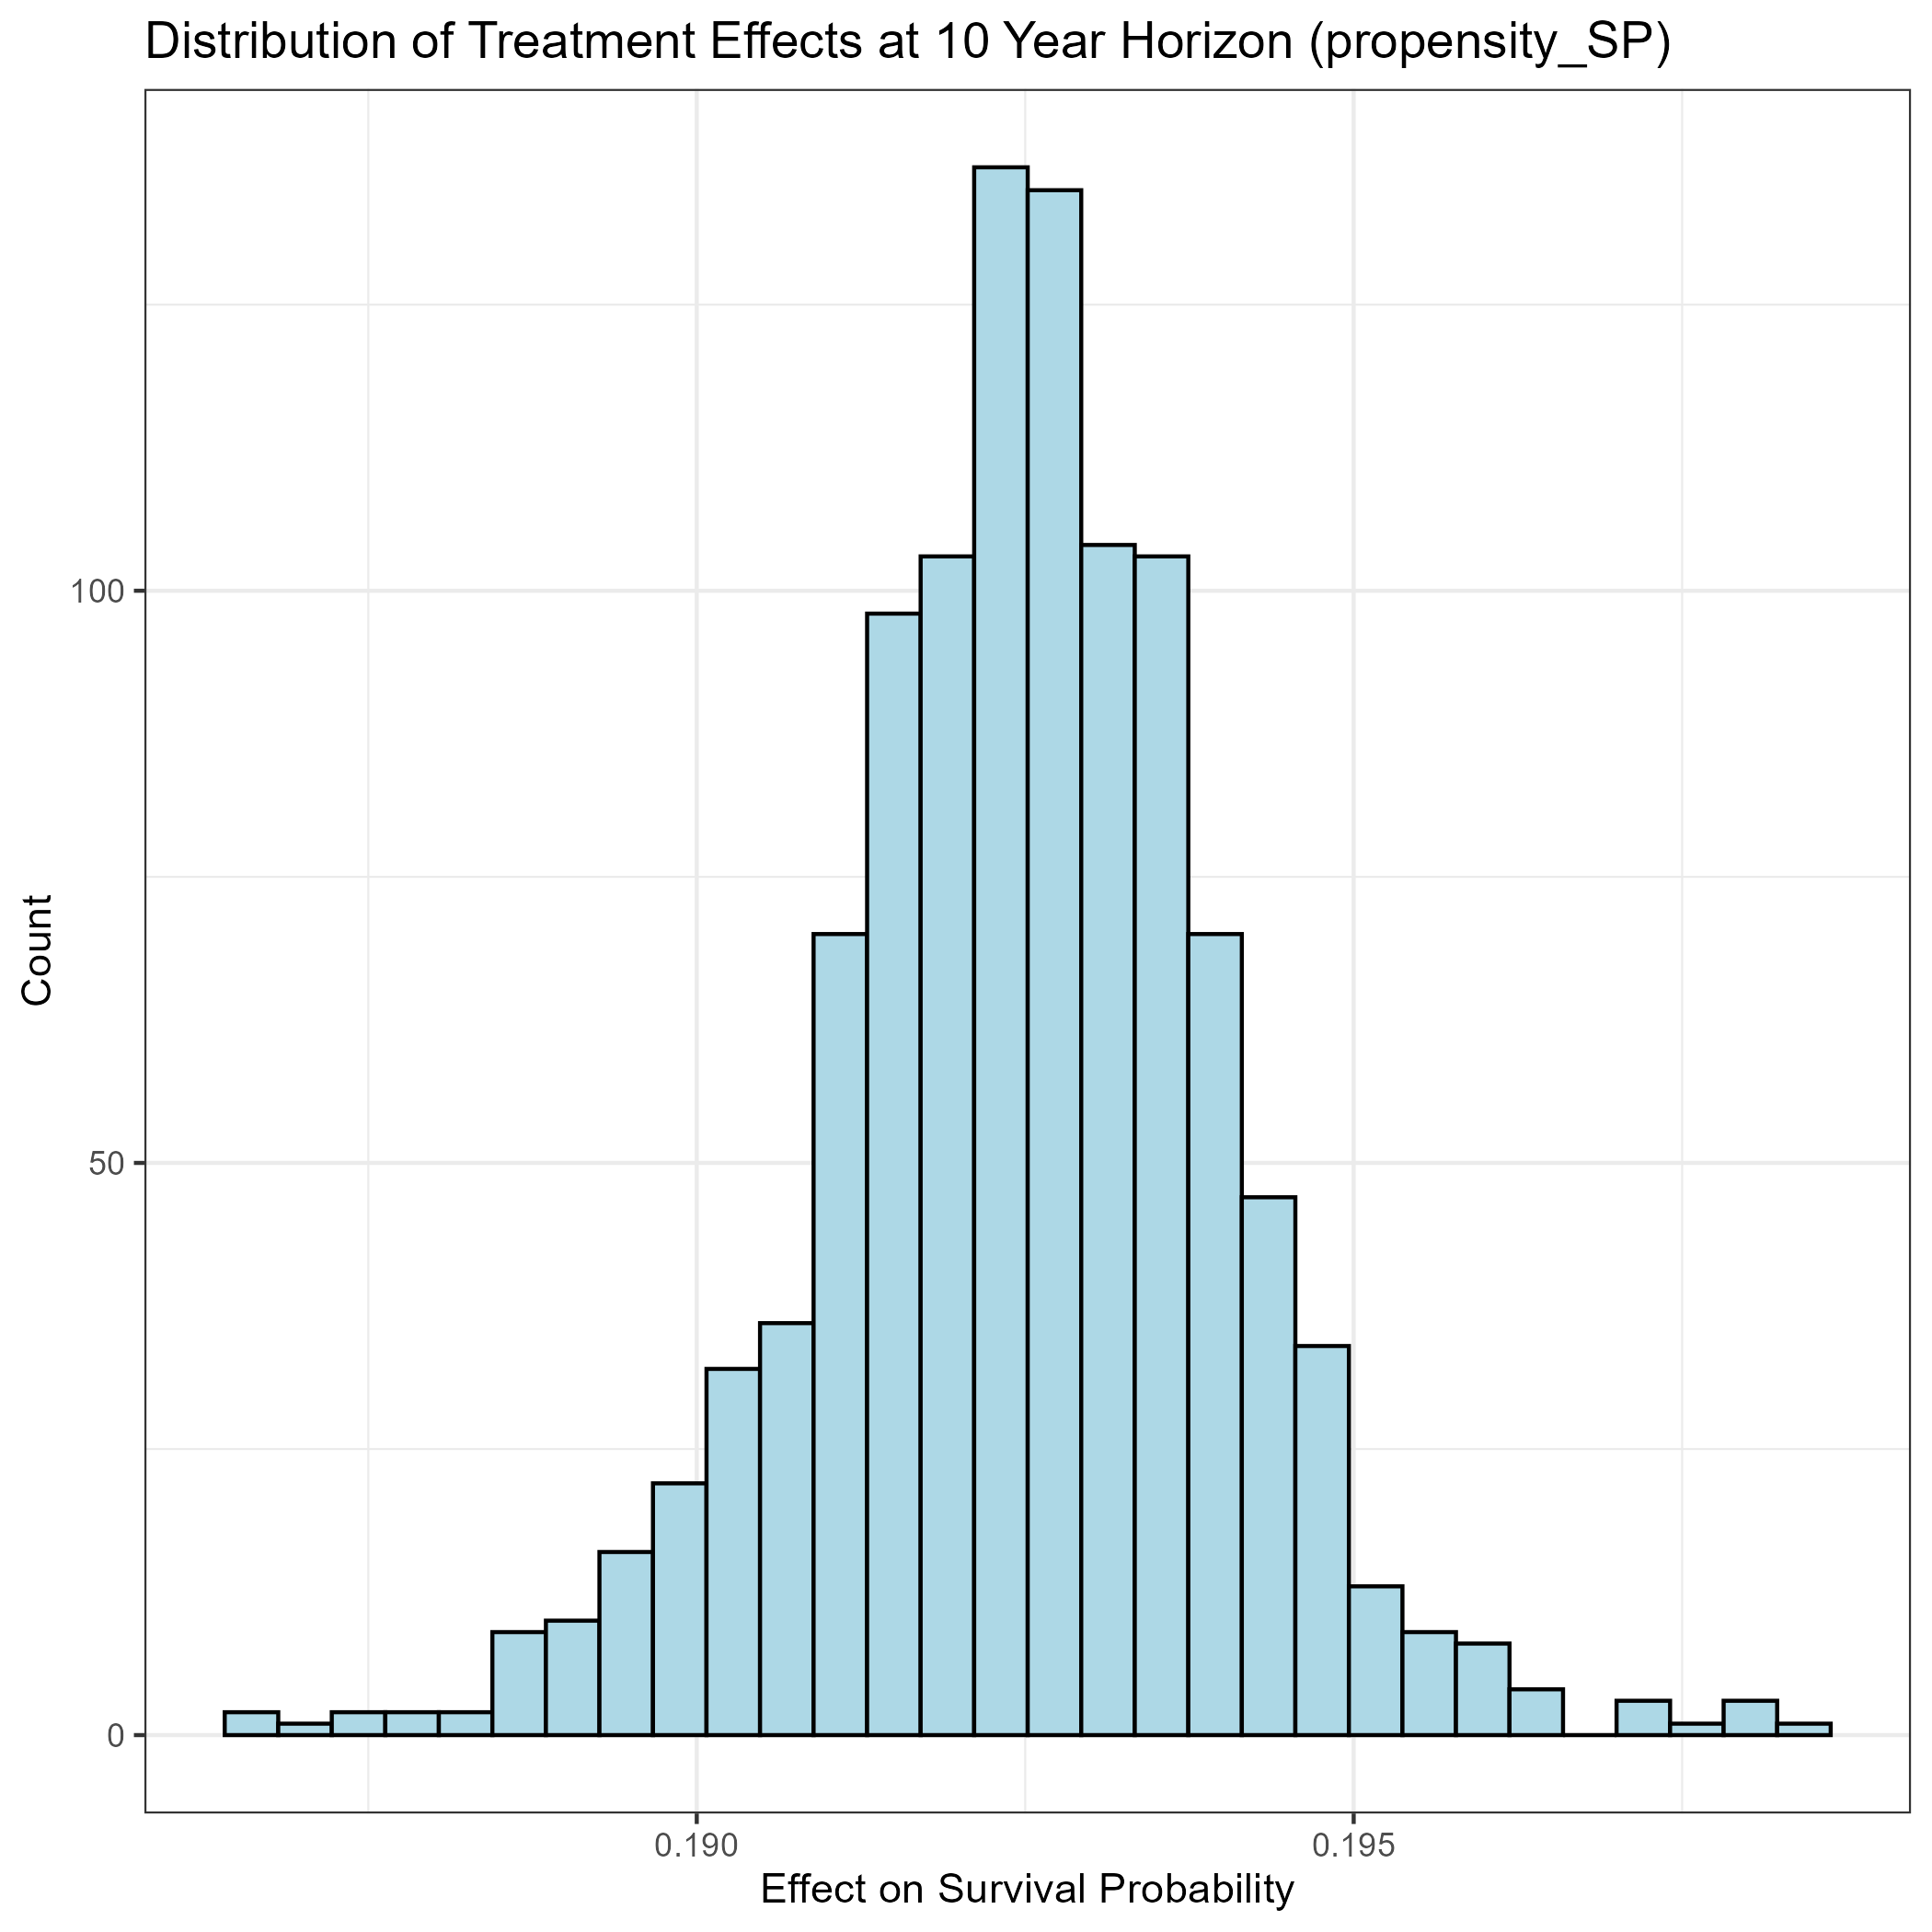 Distribution of Treatment Effects at 10 Year Horizon (propensity_SP)
Count
100
50
0
0.190
0.195
Effect on Survival Probability